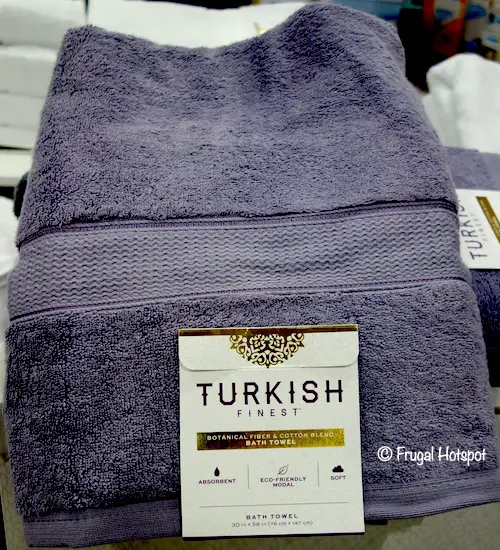 TURKISH
FINEST™
BOTANICAL FIBER & COTTON BLEND
BATH TOWEL
ABSORBENT
ECO-FRIENDLY
MODAL
SOFT
BATH TOWEL
30 IN x 58 IN (76 cm x 147 cm)
TURKISH
FINEST
© Frugal Hotspot